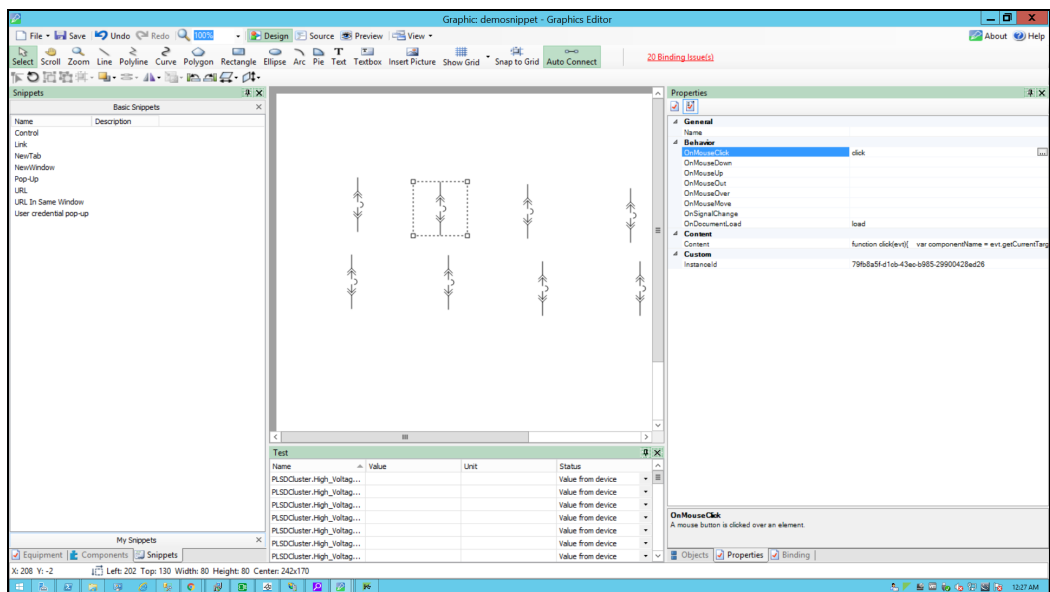 Graphic: demosnippet - Graphics Editor
File Save Undo Redo 100% Design Source Preview View About Help
Select Scroll Zoom Line Polyline Curve Polygon Rectangle Ellipse Arc Pie Text Textbox Insert Picture Show Grid Snap to Grid Auto Connect 20 Binding Issue(s)
Snippets
Basic Snippets
Name Description
Control
Link
NewTab
NewWindow
Pop-Up
URL
URL In Same Window
User credential pop-up
My Snippets
Equipment Components Snippets
Test
Name Value Unit Status
PLSDCluster.High_Voltag... Value from device
PLSDCluster.High_Voltag... Value from device
PLSDCluster.High_Voltag... Value from device
PLSDCluster.High_Voltag... Value from device
PLSDCluster.High_Voltag... Value from device
PLSDCluster.High_Voltag... Value from device
PLSDCluster.High_Voltag... Value from device
Properties
General
Name
Behavior
OnMouseClick click ...
OnMouseDown
OnMouseUp
OnMouseOut
OnMouseOver
OnMouseMove
OnSignalChange
OnDocumentLoad load
Content
Content function click(evt){ var componentName = evt.getCurrentTarg
Custom
InstanceId 79fb8a5f-d1cb-43ec-b985-29900428ed26
OnMouseClick
A mouse button is clicked over an element.
Objects Properties Binding
X: 208 Y: -2 Left: 202 Top: 130 Width: 80 Height: 80 Center: 242x170
12:27 AM